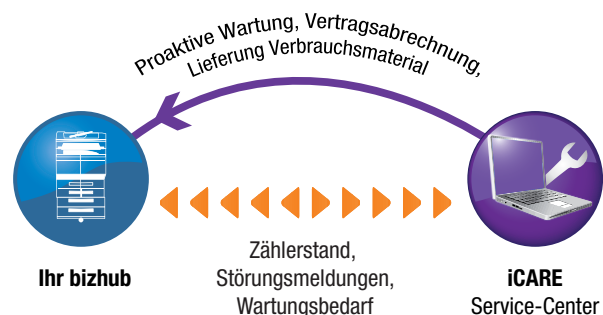 Proaktive Wartung, Vertragsabrechnung,
Lieferung Verbrauchsmaterial
Ihr bizhub
Zählerstand,
Störungsmeldungen,
Wartungsbedarf
iCARE
Service-Center